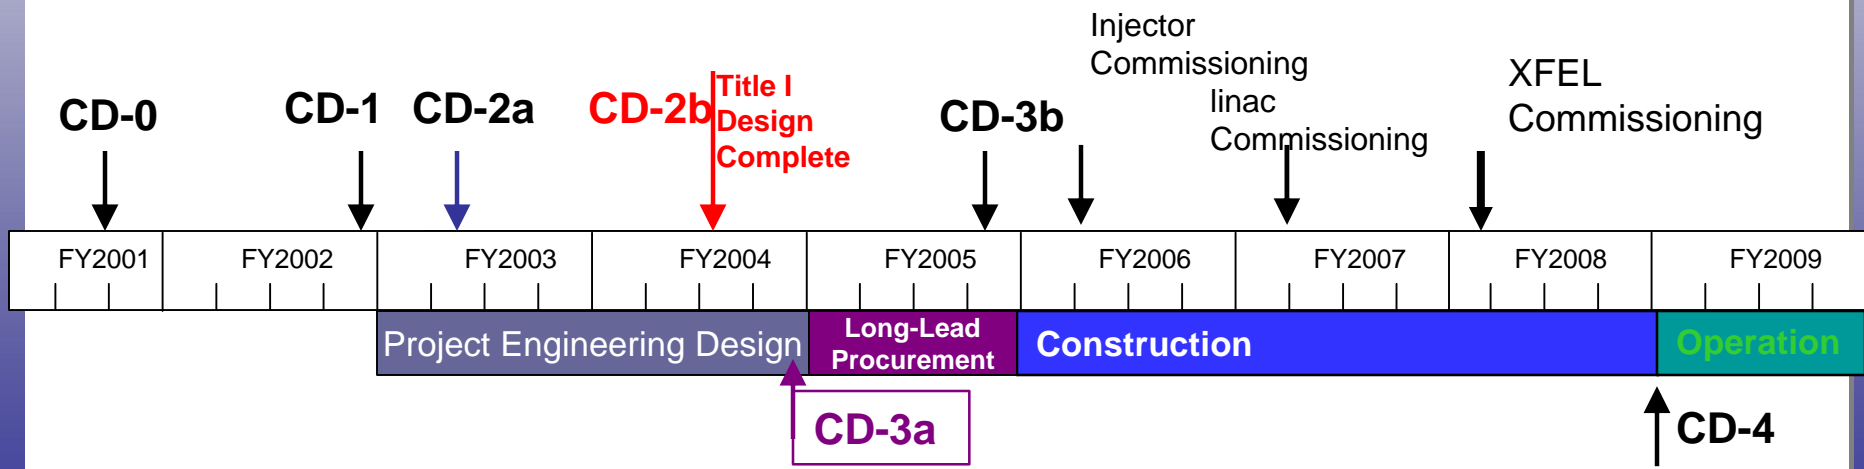 Injector
Commissioning
linac
Commissioning
XFEL
Commissioning
CD-0
CD-1
CD-2a
CD-2b
Title I
Design
Complete
CD-3b
FY2001
FY2002
FY2003
FY2004
FY2005
FY2006
FY2007
FY2008
FY2009
Project Engineering Design
Long-Lead
Procurement
Construction
Operation
CD-3a
CD-4